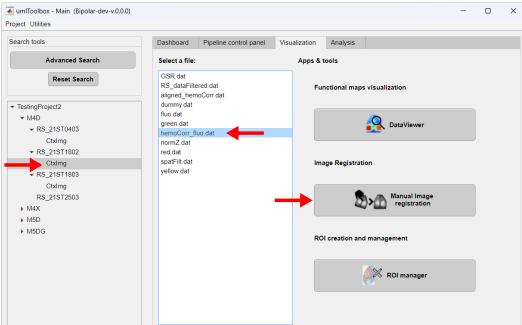 umIToolbox - Main (Bipolar-dev-v.0.0.0)
Project Utilities
Search tools
Advanced Search
Reset Search
TestingProject2
M4D
RS_21ST0403
CtxImg
RS_21ST1802
CtxImg
RS_21ST1803
CtxImg
RS_21ST2503
M4X
M5D
M5DG
Dashboard Pipeline control panel Visualization Analysis
Select a file:
GSR.dat
RS_dataFiltered.dat
aligned_hemoCorr.dat
dummy.dat
fluo.dat
green.dat
hemoCorr_fluo.dat
normZ.dat
red.dat
spatFilt.dat
yellow.dat
Apps & tools
Functional maps visualization
DataViewer
Image Registration
Manual Image
registration
ROI creation and management
ROI manager